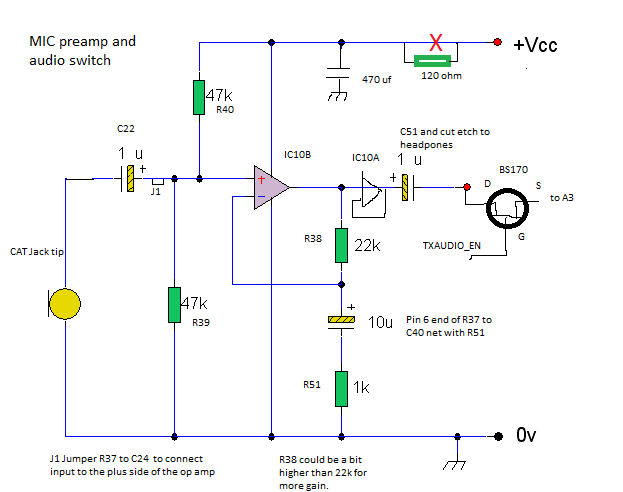 MIC preamp and
audio switch
X
+Vcc
470 uf
120 ohm
47k
R40
C22
1 u
+
J1
IC10B
+
-
IC10A
C51 and cut etch to
headpones
1 u
+
BS170
D
S
to A3
G
TXAUDIO_EN
R38
22k
CAT Jack tip
47k
R39
+
10u
Pin 6 end of R37 to
C40 net with R51
R51
1k
0v
J1 Jumper R37 to C24 to connect
input to the plus side of the op amp
R38 could be a bit
higher than 22k for
more gain.